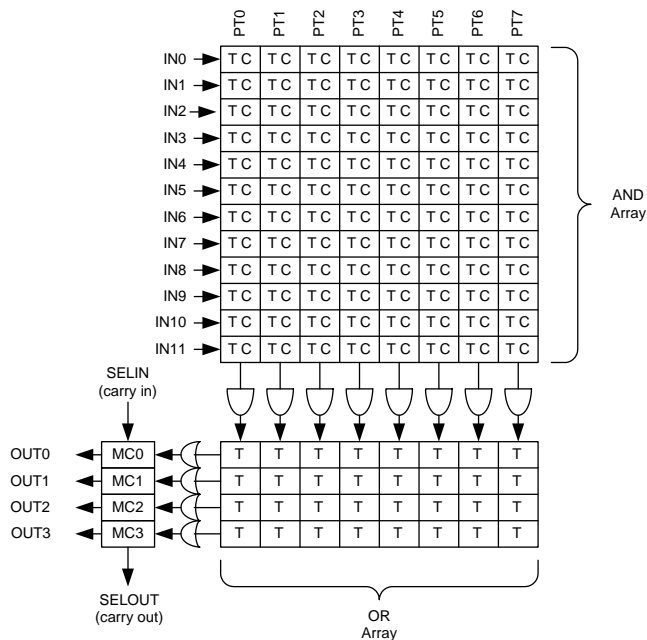 PT0 PT1 PT2 PT3 PT4 PT5 PT6 PT7
IN0 T C T C T C T C T C T C T C T C
IN1 T C T C T C T C T C T C T C T C
IN2 T C T C T C T C T C T C T C T C
IN3 T C T C T C T C T C T C T C T C
IN4 T C T C T C T C T C T C T C T C
IN5 T C T C T C T C T C T C T C T C
IN6 T C T C T C T C T C T C T C T C
IN7 T C T C T C T C T C T C T C T C
IN8 T C T C T C T C T C T C T C T C
IN9 T C T C T C T C T C T C T C T C
IN10 T C T C T C T C T C T C T C T C
IN11 T C T C T C T C T C T C T C T C
AND
Array
SELIN
(carry in)
OUT0 MC0 T T T T T T T T
OUT1 MC1 T T T T T T T T
OUT2 MC2 T T T T T T T T
OUT3 MC3 T T T T T T T T
SELOUT
(carry out)
OR
Array